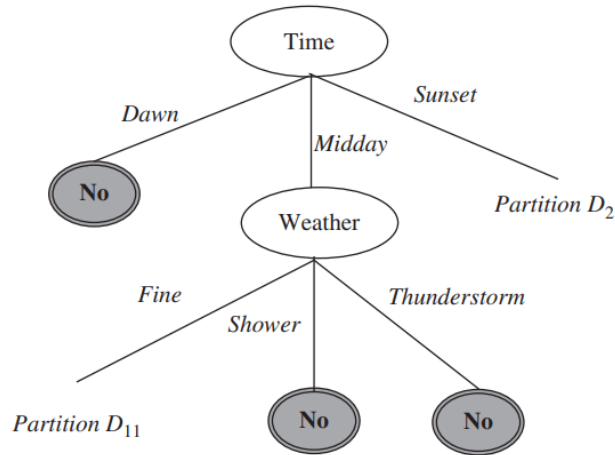 Time
Dawn
Midday
Sunset
No
Weather
Partition D2
Fine
Shower
Thunderstorm
Partition D11
No
No